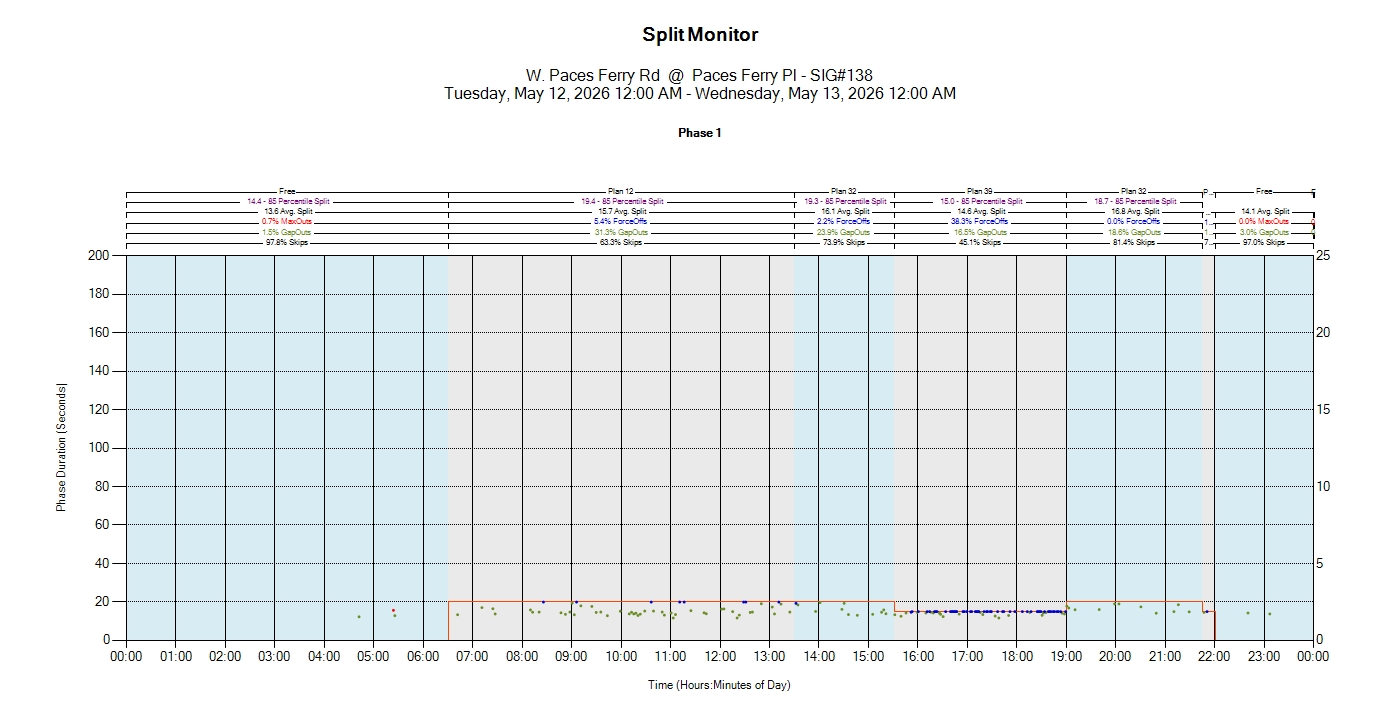 Split Monitor
W. Paces Ferry Rd @ Paces Ferry Pl - SIG#138
Tuesday, May 12, 2026 12:00 AM - Wednesday, May 13, 2026 12:00 AM
Phase 1
Free Plan 12 Plan 32 Plan 39 Plan 32 P... Free F
14.4 - 85 Percentile Split 19.4 - 85 Percentile Split 19.3 - 85 Percentile Split 15.0 - 85 Percentile Split 18.7 - 85 Percentile Split
13.6 Avg. Split 15.7 Avg. Split 16.1 Avg. Split 14.6 Avg. Split 16.8 Avg. Split ... 14.1 Avg. Split
0.7% MaxOuts 5.4% ForceOffs 2.2% ForceOffs 38.3% ForceOffs 0.0% ForceOffs 1... 0.0% MaxOuts
1.5% GapOuts 31.3% GapOuts 23.9% GapOuts 16.5% GapOuts 18.6% GapOuts 1... 3.0% GapOuts
97.8% Skips 63.3% Skips 73.9% Skips 45.1% Skips 81.4% Skips 7... 97.0% Skips
200 25
180
160 20
140
120 15
100
80 10
60
40 5
20
0 0
Phase Duration (Seconds)
00:00 01:00 02:00 03:00 04:00 05:00 06:00 07:00 08:00 09:00 10:00 11:00 12:00 13:00 14:00 15:00 16:00 17:00 18:00 19:00 20:00 21:00 22:00 23:00 00:00
Time (Hours:Minutes of Day)